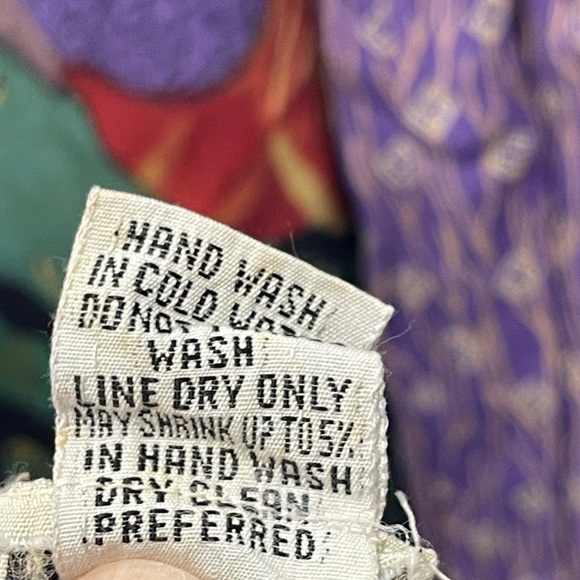 HAND WASH
IN COLD WATER
DO NOT
WASH
LINE DRY ONLY
MAY SHRINK UP TO 5%
IN HAND WASH
DRY CLEAN
PREFERRED